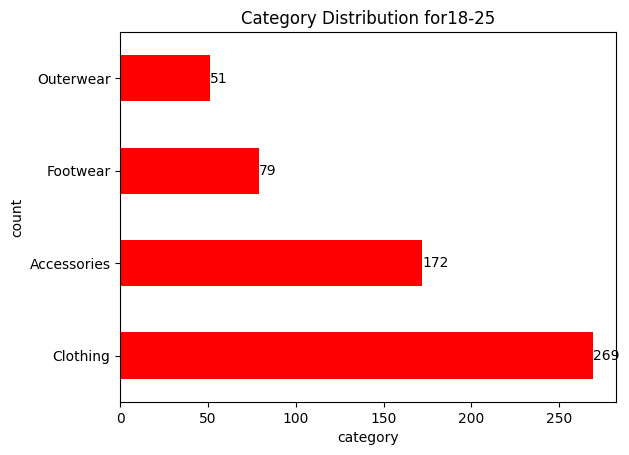 Category Distribution for18-25
Outerwear
51
Footwear
79
Accessories
172
Clothing
269
count
0 50 100 150 200 250
category